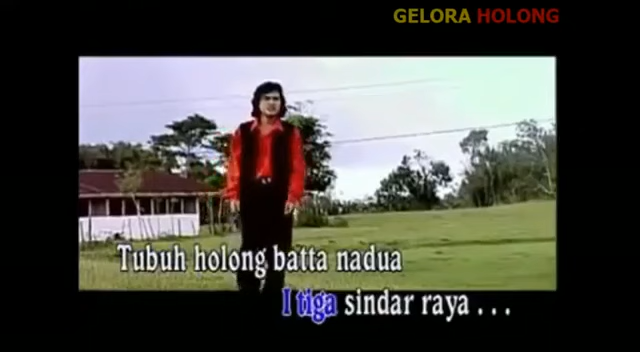 GELORA HOLONG
Tubuh holong batta nadua
I tiga sindar raya . . .